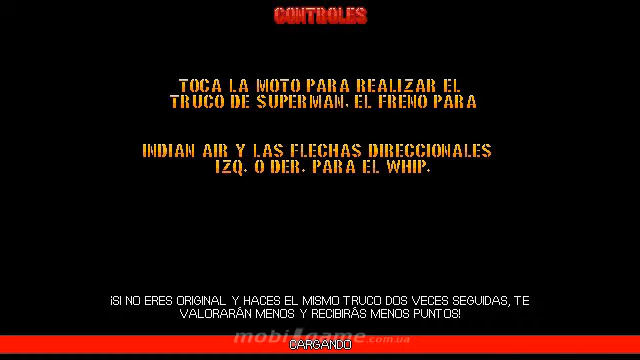 CONTROLES
TOCA LA MOTO PARA REALIZAR EL
TRUCO DE SUPERMAN. EL FRENO PARA
INDIAN AIR Y LAS FLECHAS DIRECCIONALES
IZQ. O DER. PARA EL WHIP.
¡SI NO ERES ORIGINAL Y HACES EL MISMO TRUCO DOS VECES SEGUIDAS, TE
VALORARÁN MENOS Y RECIBIRÁS MENOS PUNTOS!
mobi1game.com.ua
CARGANDO